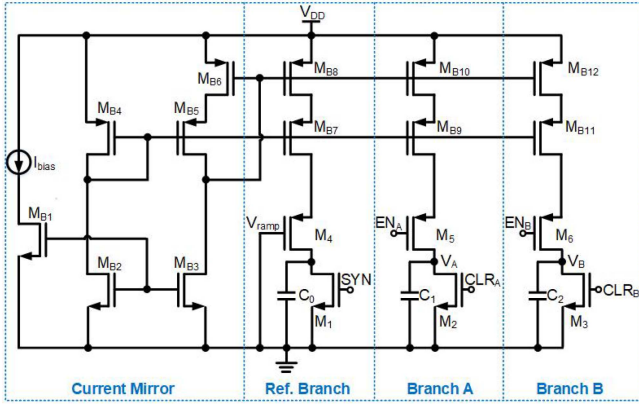 V_DD
M_B6
M_B8
M_B10
M_B12
M_B4
M_B5
M_B7
M_B9
M_B11
I_bias
M_B1
V_ramp
M_4
EN_A
M_5
EN_B
M_6
M_B2
M_B3
SYN
V_A
CLR_A
V_B
CLR_B
C_0
C_1
C_2
M_1
M_2
M_3
Current Mirror
Ref. Branch
Branch A
Branch B